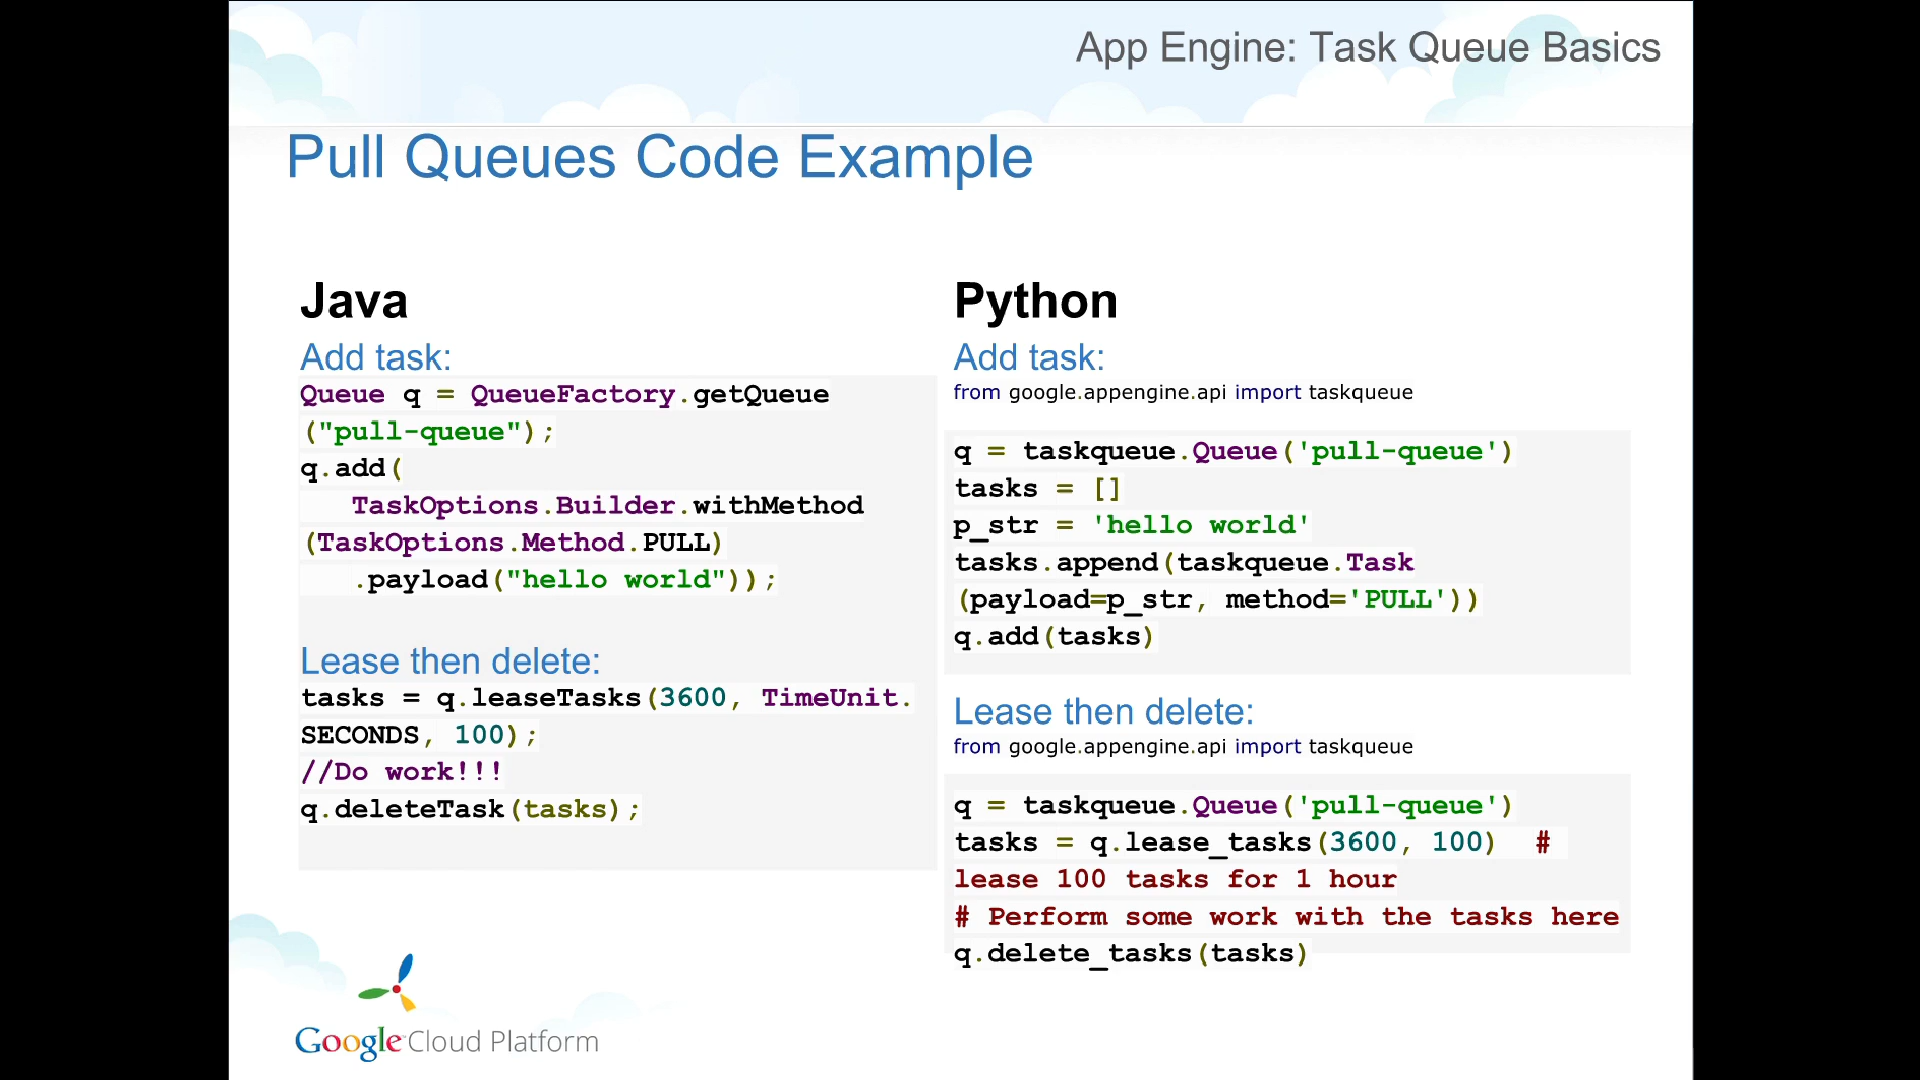 App Engine: Task Queue Basics
Pull Queues Code Example
Java
Add task:
Queue q = QueueFactory.getQueue
("pull-queue");
q.add(
TaskOptions.Builder.withMethod
(TaskOptions.Method.PULL)
.payload("hello world"));
Lease then delete:
tasks = q.leaseTasks(3600, TimeUnit.
SECONDS, 100);
//Do work!!!
q.deleteTask(tasks);
Python
Add task:
from google.appengine.api import taskqueue
q = taskqueue.Queue('pull-queue')
tasks = []
p_str = 'hello world'
tasks.append(taskqueue.Task
(payload=p_str, method='PULL'))
q.add(tasks)
Lease then delete:
from google.appengine.api import taskqueue
q = taskqueue.Queue('pull-queue')
tasks = q.lease_tasks(3600, 100)  #
lease 100 tasks for 1 hour
# Perform some work with the tasks here
q.delete_tasks(tasks)
Google Cloud Platform